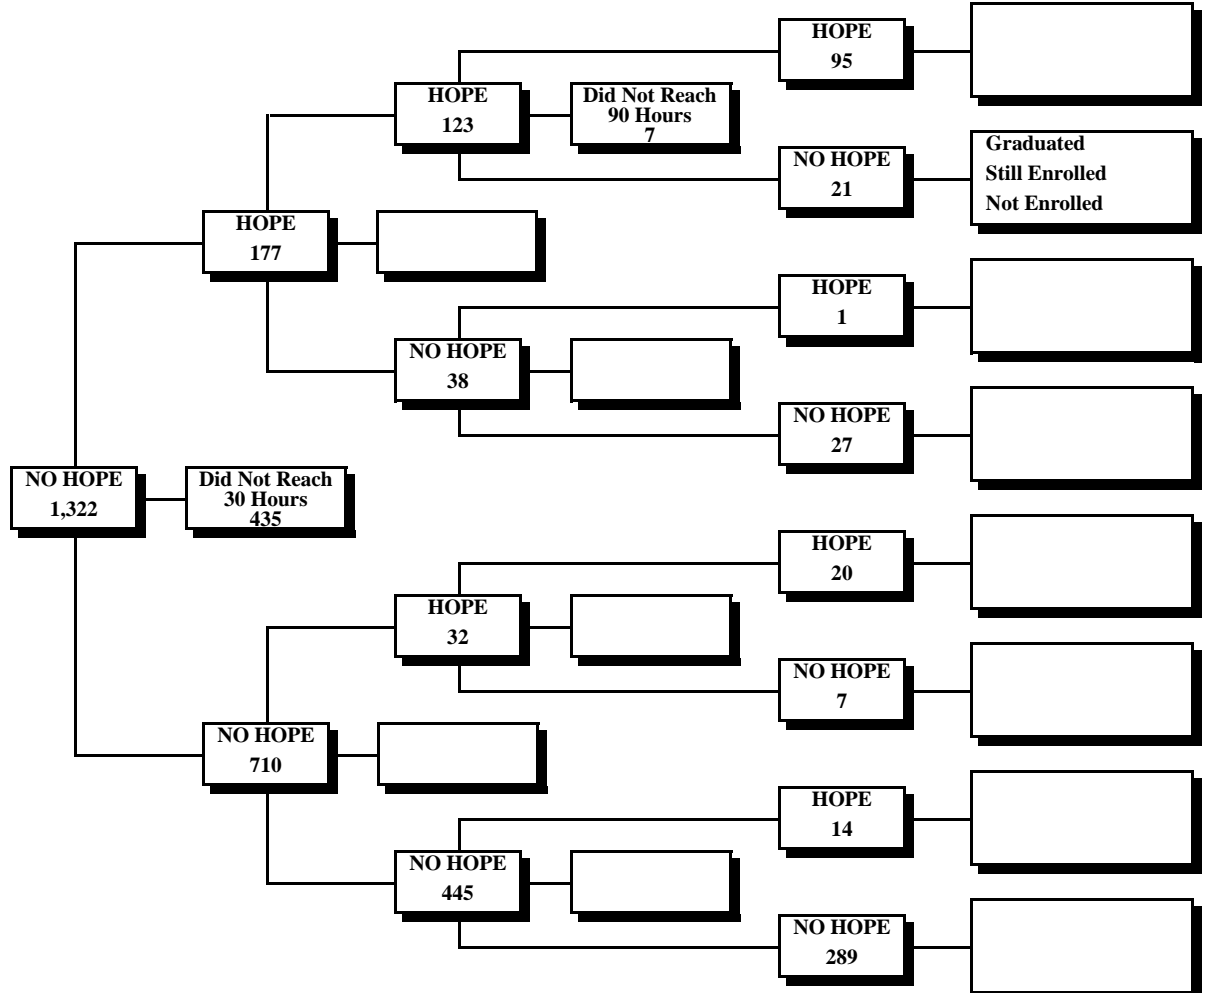 HOPE
95
HOPE
123
Did Not Reach
90 Hours
7
Graduated
Still Enrolled
Not Enrolled
NO HOPE
21
HOPE
177
HOPE
1
NO HOPE
38
NO HOPE
27
NO HOPE
1,322
Did Not Reach
30 Hours
435
HOPE
20
HOPE
32
NO HOPE
7
NO HOPE
710
HOPE
14
NO HOPE
445
NO HOPE
289